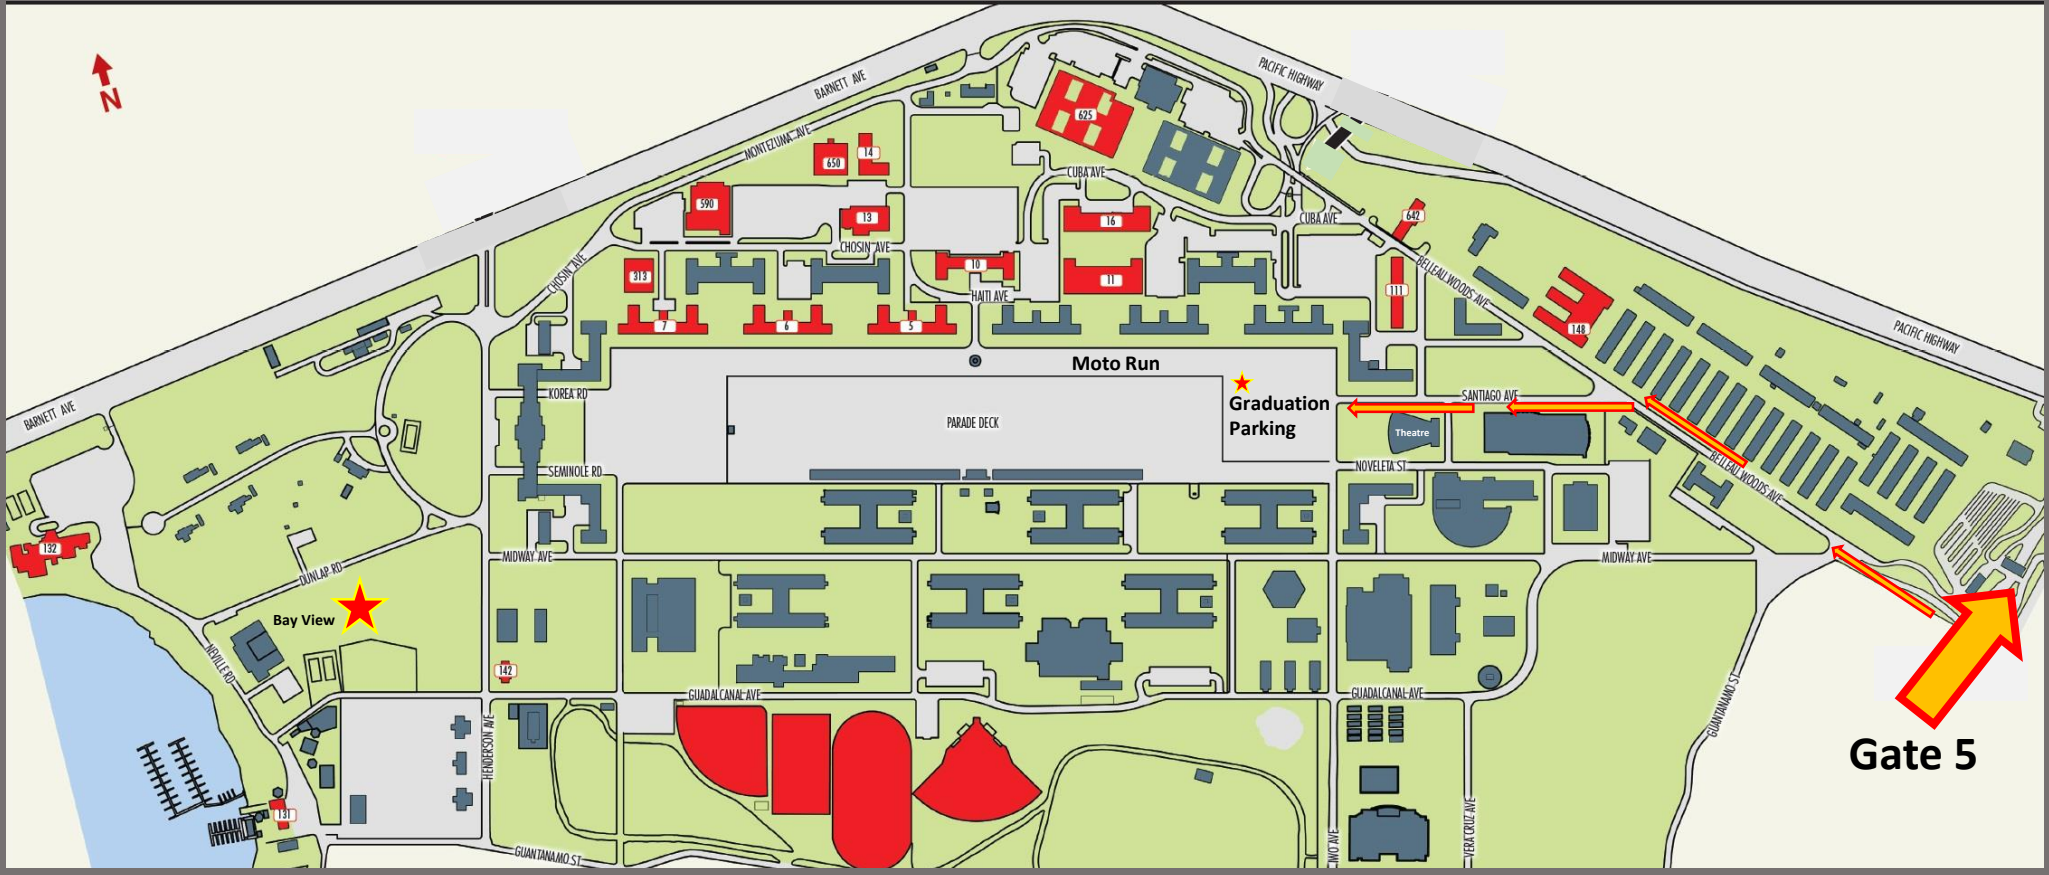 N
BARNETT AVE
PACIFIC HIGHWAY
MONTEZUMA AVE
625
650
14
CUBA AVE
590
13
16
CUBA AVE
642
CHOSIN AVE
CHOSIN AVE
313
10
11
BELLEAU WOODS AVE
111
HAITI AVE
7
6
5
148
PACIFIC HIGHWAY
Moto Run
KOREA RD
SANTIAGO AVE
Graduation
Parking
BARNETT AVE
PARADE DECK
Theatre
SEMINOLE RD
NOVELETA ST
BELLEAU WOODS AVE
132
MIDWAY AVE
MIDWAY AVE
DUNLAP RD
Bay View
NEVILLE RD
142
GUADALCANAL AVE
GUADALCANAL AVE
GUANTANAMO ST
HENDERSON AVE
Gate 5
131
IWO AVE
VERA CRUZ AVE
GUANTANAMO ST